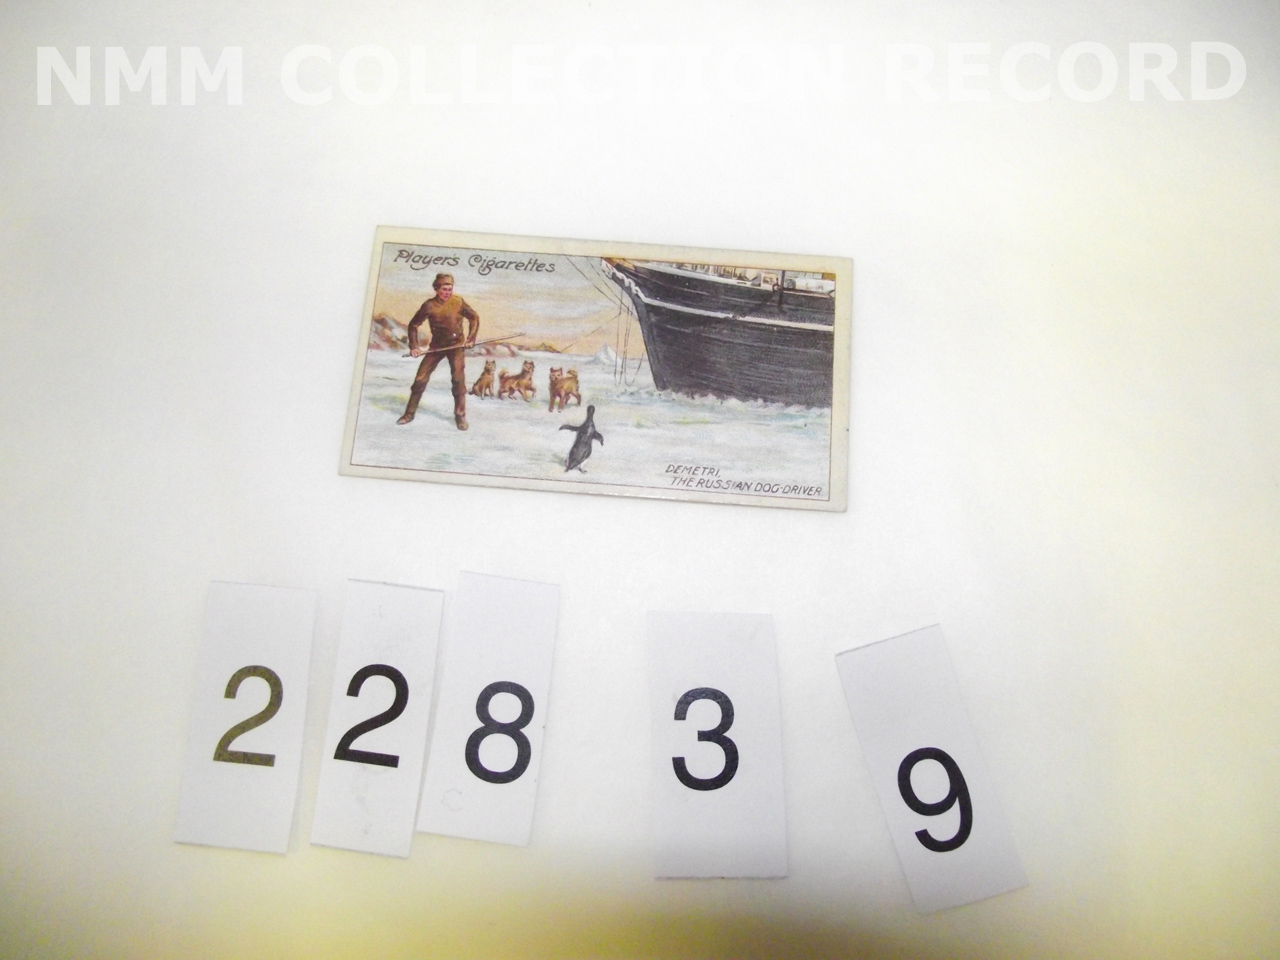 NMM COLLECTION RECORD
Player's Cigarettes
DEMETRI,
THE RUSSIAN DOG-DRIVER.
2 2 8 3 9